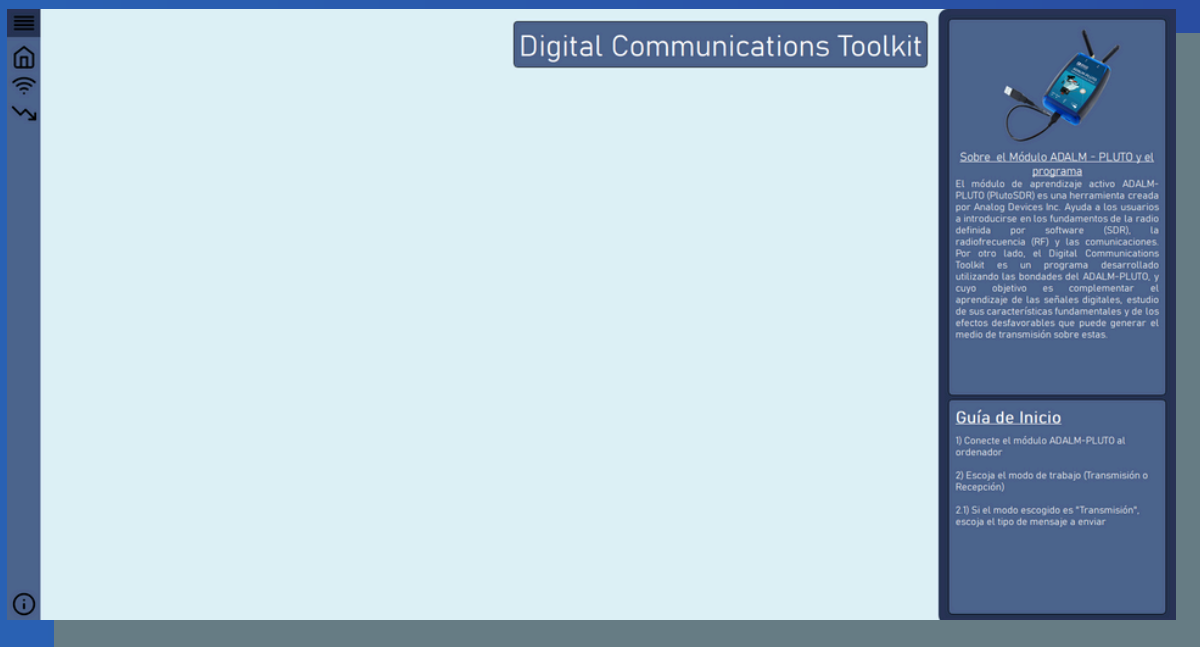 Digital Communications Toolkit
Sobre el Módulo ADALM - PLUTO y el
programa
El módulo de aprendizaje activo ADALM-
PLUTO (PlutoSDR) es una herramienta creada
por Analog Devices Inc. Ayuda a los usuarios
a introducirse en los fundamentos de la radio
definida por software (SDR), la
radiofrecuencia (RF) y las comunicaciones.
Por otro lado, el Digital Communications
Toolkit es un programa desarrollado
utilizando las bondades del ADALM-PLUTO, y
cuyo objetivo es complementar el
aprendizaje de las señales digitales, estudio
de sus características fundamentales y de los
efectos desfavorables que puede generar el
medio de transmisión sobre estas.
Guía de Inicio
1) Conecte el módulo ADALM-PLUTO al
ordenador
2) Escoja el modo de trabajo (Transmisión o
Recepción)
2.1) Si el modo escogido es "Transmisión",
escoja el tipo de mensaje a enviar